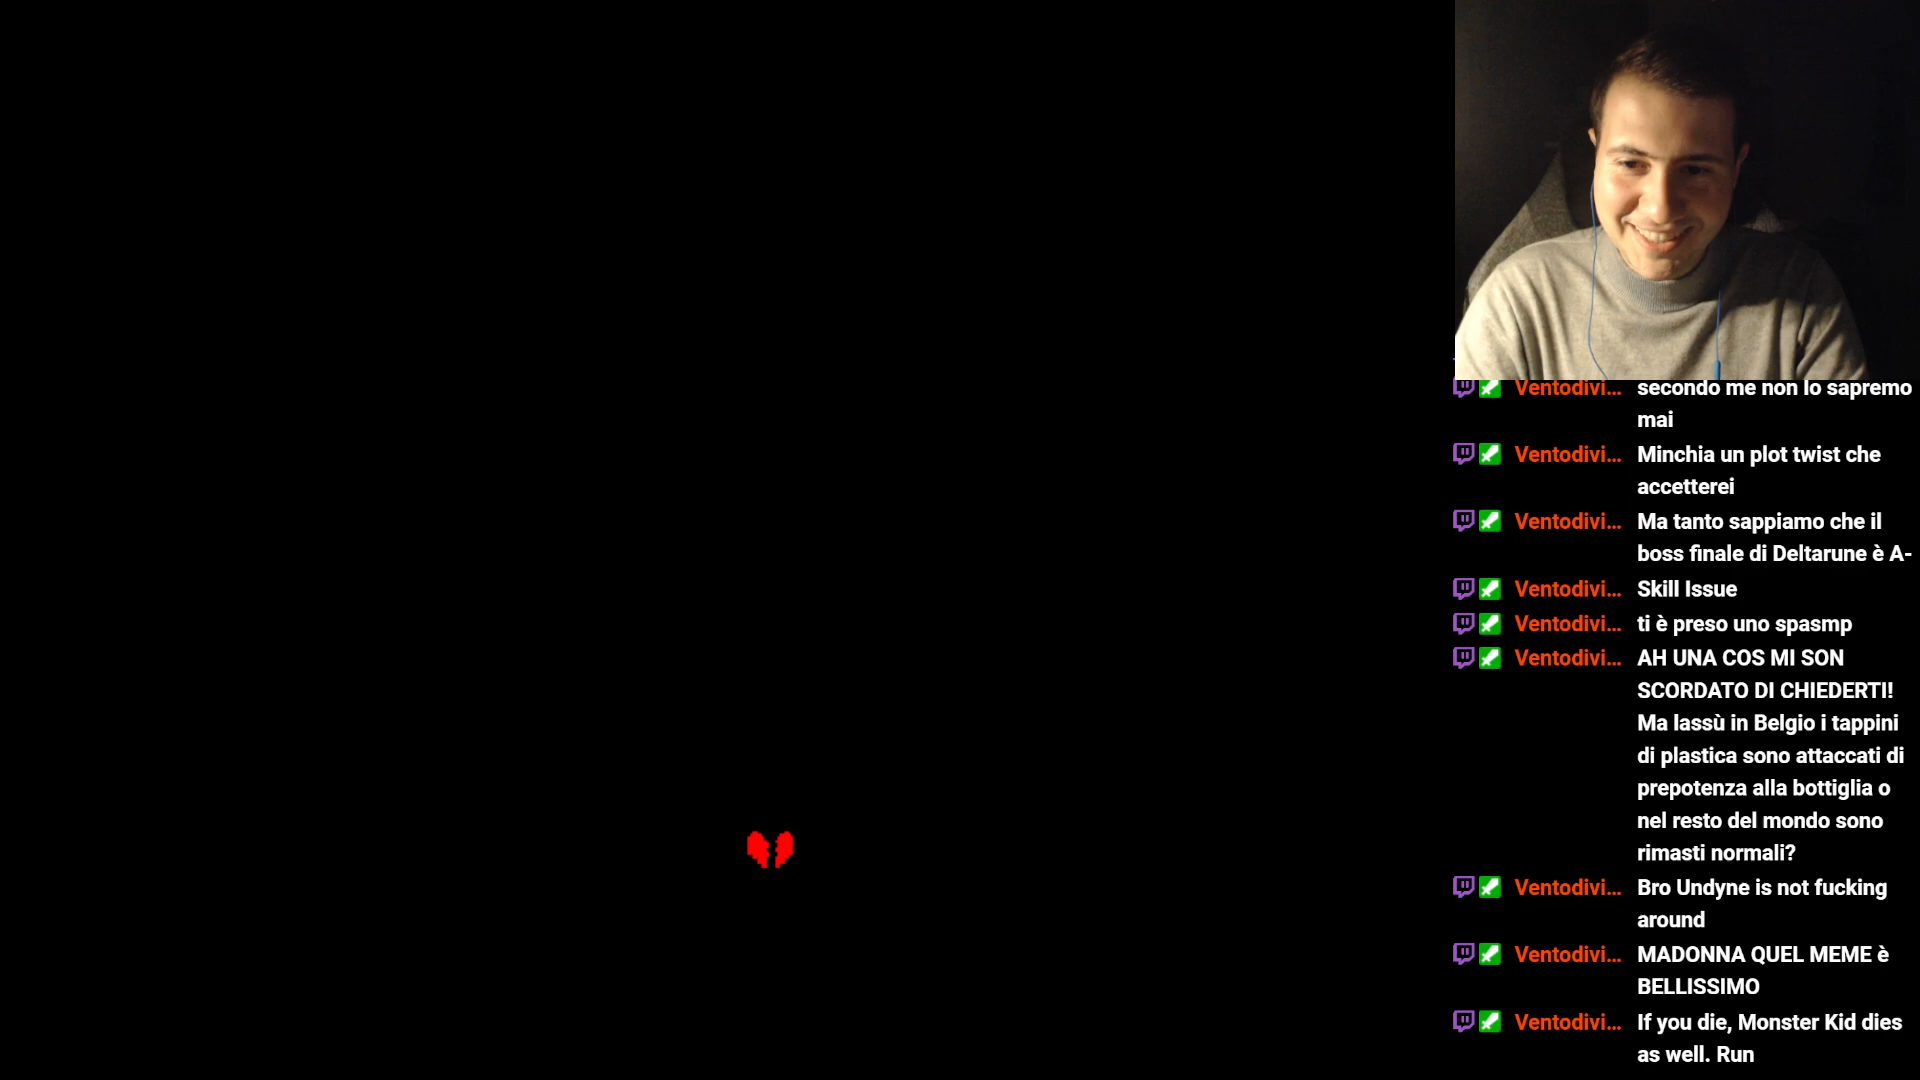 Ventodivi... secondo me non lo sapremo
mai
Ventodivi... Minchia un plot twist che
accetterei
Ventodivi... Ma tanto sappiamo che il
boss finale di Deltarune è A-
Ventodivi... Skill Issue
Ventodivi... ti è preso uno spasmp
Ventodivi... AH UNA COS MI SON
SCORDATO DI CHIEDERTI!
Ma lassù in Belgio i tappini
di plastica sono attaccati di
prepotenza alla bottiglia o
nel resto del mondo sono
rimasti normali?
Ventodivi... Bro Undyne is not fucking
around
Ventodivi... MADONNA QUEL MEME è
BELLISSIMO
Ventodivi... If you die, Monster Kid dies
as well. Run